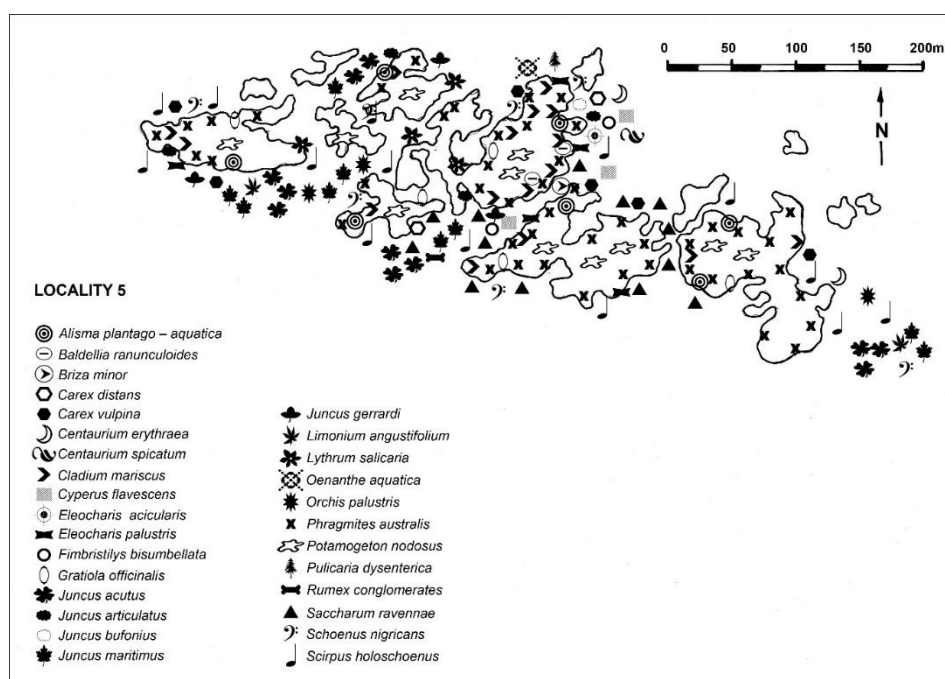 0 50 100 150 200m
N
LOCALITY 5
Alisma plantago – aquatica
Baldellia ranunculoides
Briza minor
Carex distans
Carex vulpina
Centaurium erythraea
Centaurium spicatum
Cladium mariscus
Cyperus flavescens
Eleocharis acicularis
Eleocharis palustris
Fimbristilys bisumbellata
Gratiola officinalis
Juncus acutus
Juncus articulatus
Juncus bufonius
Juncus maritimus
Juncus gerrardi
Limonium angustifolium
Lythrum salicaria
Oenanthe aquatica
Orchis palustris
Phragmites australis
Potamogeton nodosus
Pulicaria dysenterica
Rumex conglomerates
Saccharum ravennae
Schoenus nigricans
Scirpus holoschoenus